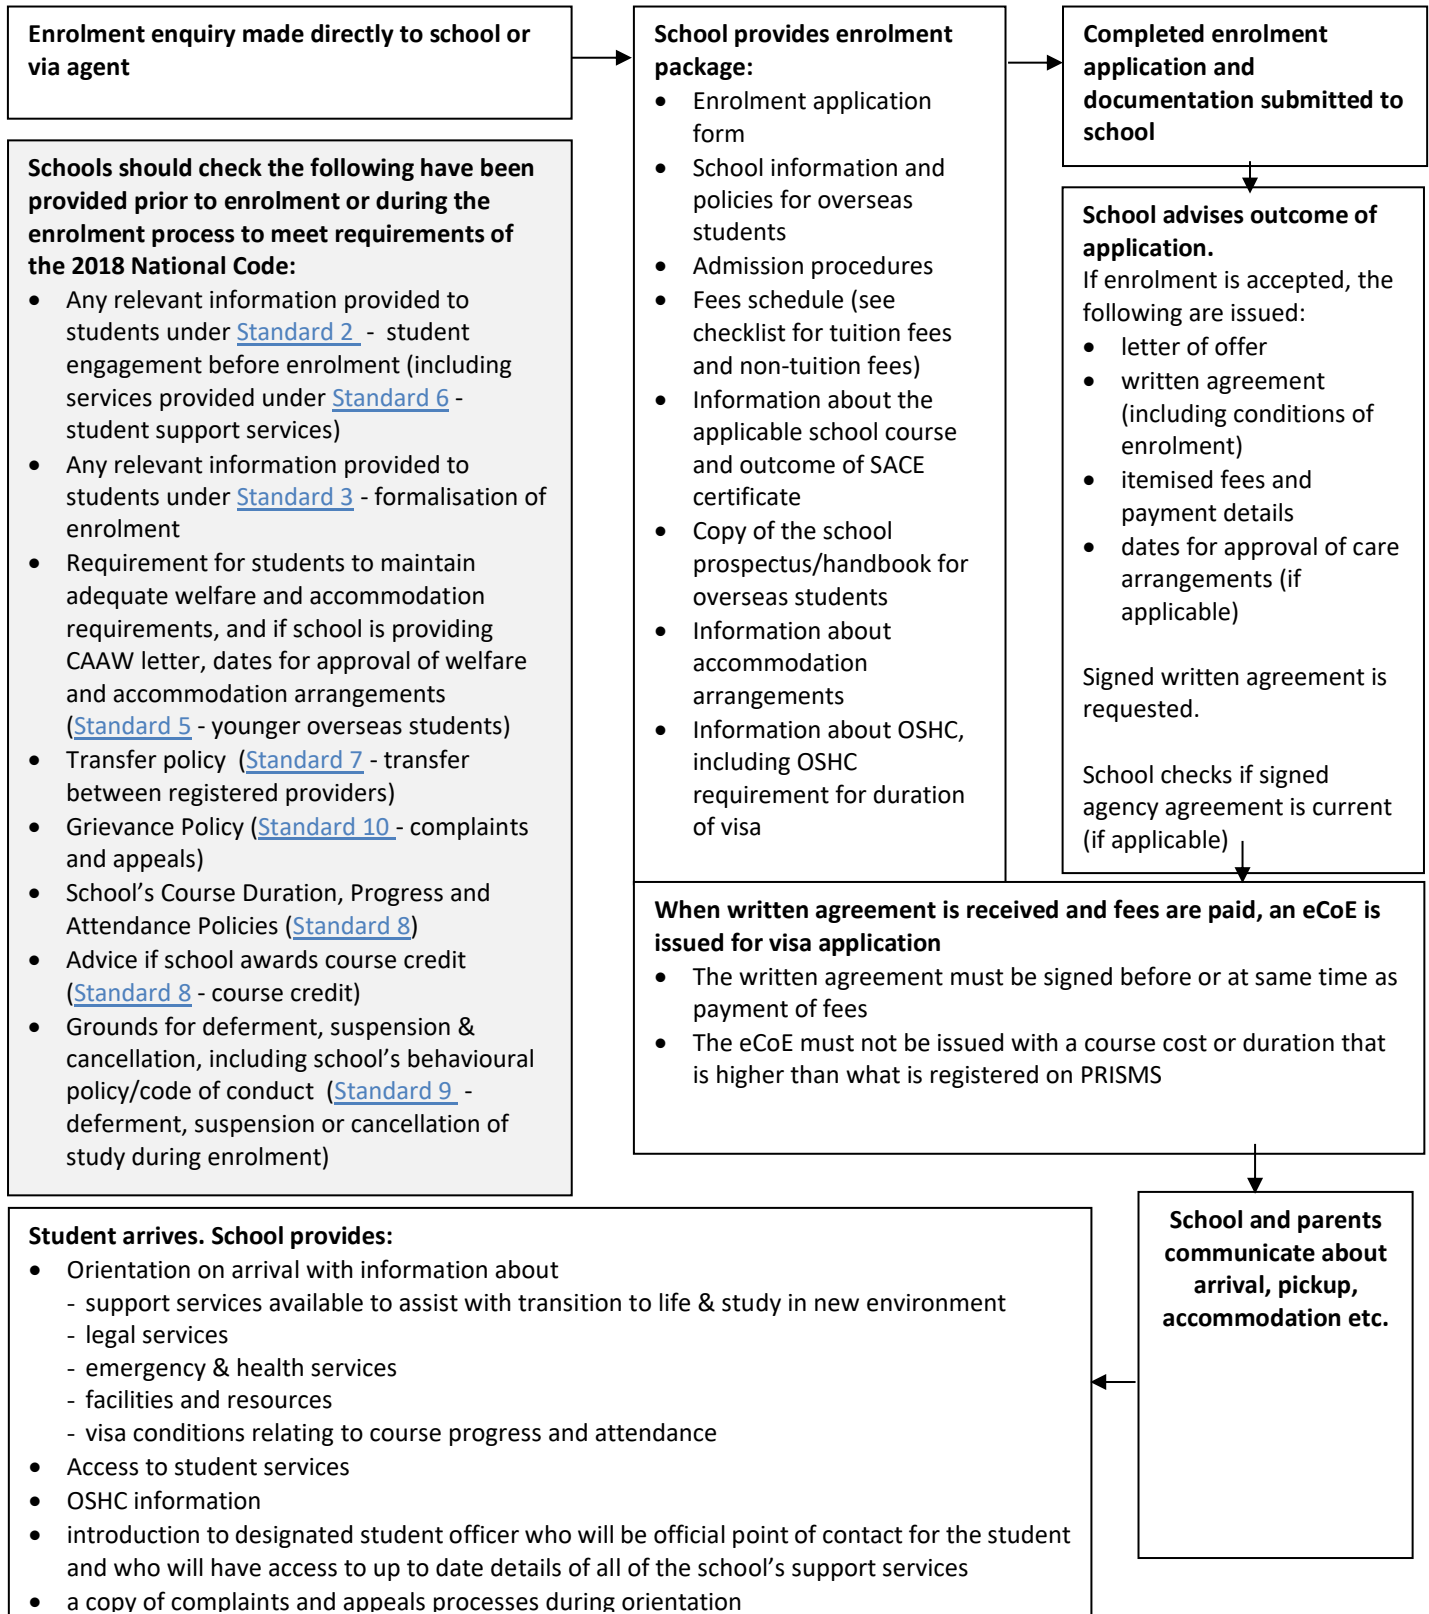 Enrolment enquiry made directly to school or
via agent
School provides enrolment
package:
• Enrolment application
form
• School information and
policies for overseas
students
• Admission procedures
• Fees schedule (see
checklist for tuition fees
and non-tuition fees)
• Information about the
applicable school course
and outcome of SACE
certificate
• Copy of the school
prospectus/handbook for
overseas students
• Information about
accommodation
arrangements
• Information about OSHC,
including OSHC
requirement for duration
of visa
Completed enrolment
application and
documentation submitted to
school
Schools should check the following have been
provided prior to enrolment or during the
enrolment process to meet requirements of
the 2018 National Code:
• Any relevant information provided to
students under Standard 2 - student
engagement before enrolment (including
services provided under Standard 6 -
student support services)
• Any relevant information provided to
students under Standard 3 - formalisation of
enrolment
• Requirement for students to maintain
adequate welfare and accommodation
requirements, and if school is providing
CAAW letter, dates for approval of welfare
and accommodation arrangements
(Standard 5 - younger overseas students)
• Transfer policy (Standard 7 - transfer
between registered providers)
• Grievance Policy (Standard 10 - complaints
and appeals)
• School’s Course Duration, Progress and
Attendance Policies (Standard 8)
• Advice if school awards course credit
(Standard 8 - course credit)
• Grounds for deferment, suspension &
cancellation, including school’s behavioural
policy/code of conduct (Standard 9 -
deferment, suspension or cancellation of
study during enrolment)
School advises outcome of
application.
If enrolment is accepted, the
following are issued:
• letter of offer
• written agreement
(including conditions of
enrolment)
• itemised fees and
payment details
• dates for approval of care
arrangements (if
applicable)
Signed written agreement is
requested.
School checks if signed
agency agreement is current
(if applicable)
When written agreement is received and fees are paid, an eCoE is
issued for visa application
• The written agreement must be signed before or at same time as
payment of fees
• The eCoE must not be issued with a course cost or duration that
is higher than what is registered on PRISMS
School and parents
communicate about
arrival, pickup,
accommodation etc.
Student arrives. School provides:
• Orientation on arrival with information about
- support services available to assist with transition to life & study in new environment
- legal services
- emergency & health services
- facilities and resources
- visa conditions relating to course progress and attendance
• Access to student services
• OSHC information
• introduction to designated student officer who will be official point of contact for the student
and who will have access to up to date details of all of the school’s support services
• a copy of complaints and appeals processes during orientation